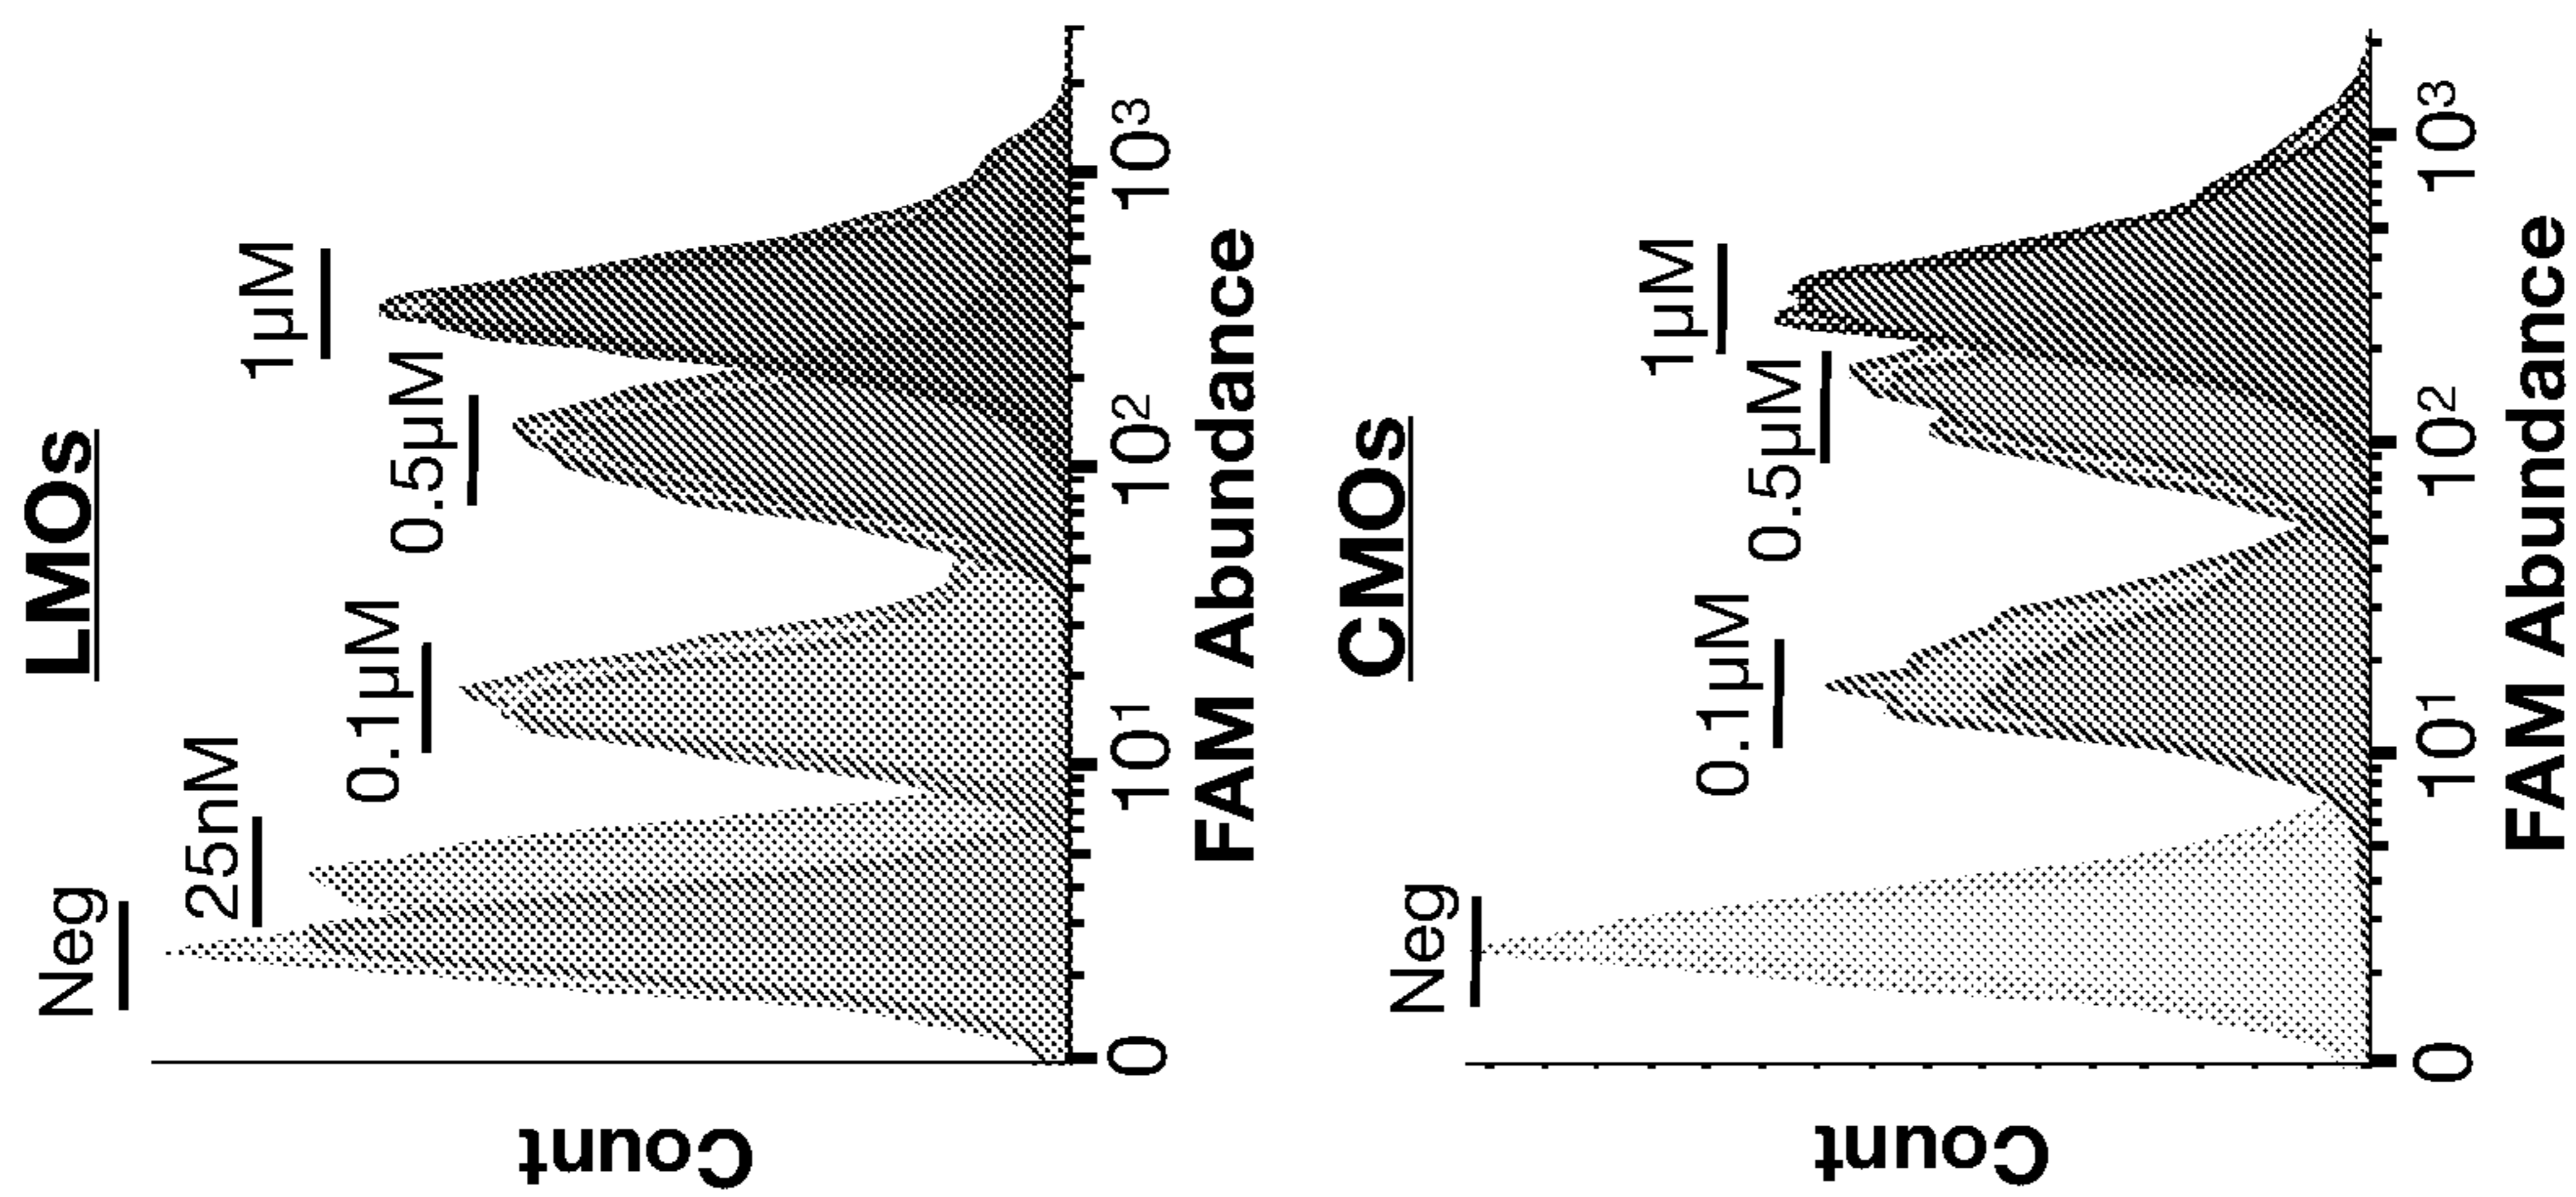 LMOs
Neg
25nM
0.1µM
0.5µM
1µM
Count
0
10¹
10²
10³
FAM Abundance
CMOs
Neg
0.1µM
0.5µM
1µM
Count
0
10¹
10²
10³
FAM Abundance